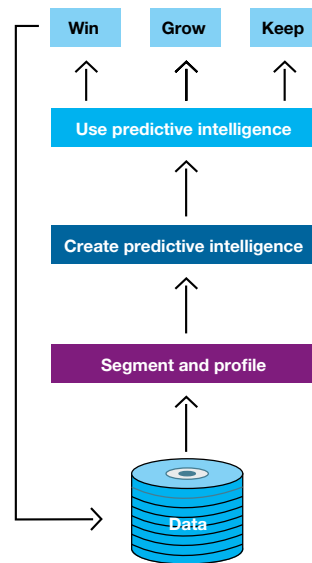 Win Grow Keep
Use predictive intelligence
Create predictive intelligence
Segment and profile
Data